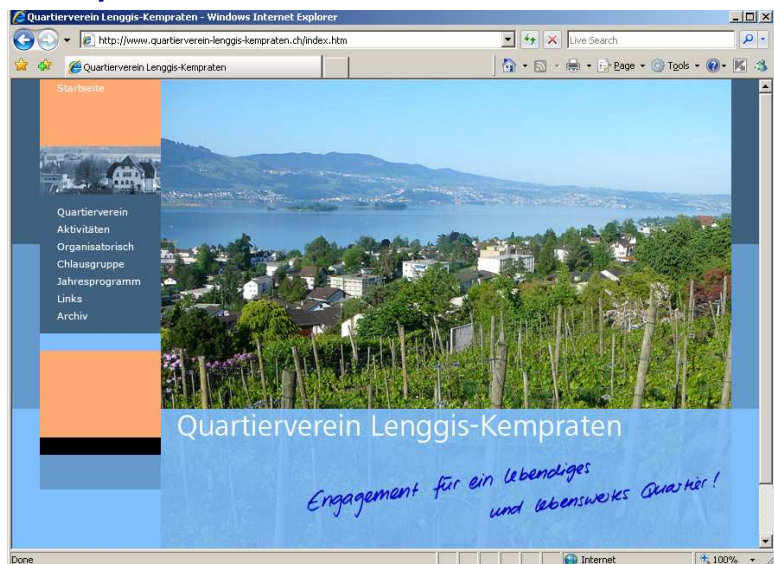 Quartierverein Lenggis-Kempraten - Windows Internet Explorer
http://www.quartierverein-lenggis-kempraten.ch/index.htm
Live Search
Quartierverein Lenggis-Kempraten
Page
Tools
Startseite
Quartierverein
Aktivitäten
Organisatorisch
Chlausgruppe
Jahresprogramm
Links
Archiv
Quartierverein Lenggis-Kempraten
Engagement für ein lebendiges
und lebenswertes Quartier!
Done
Internet
100%